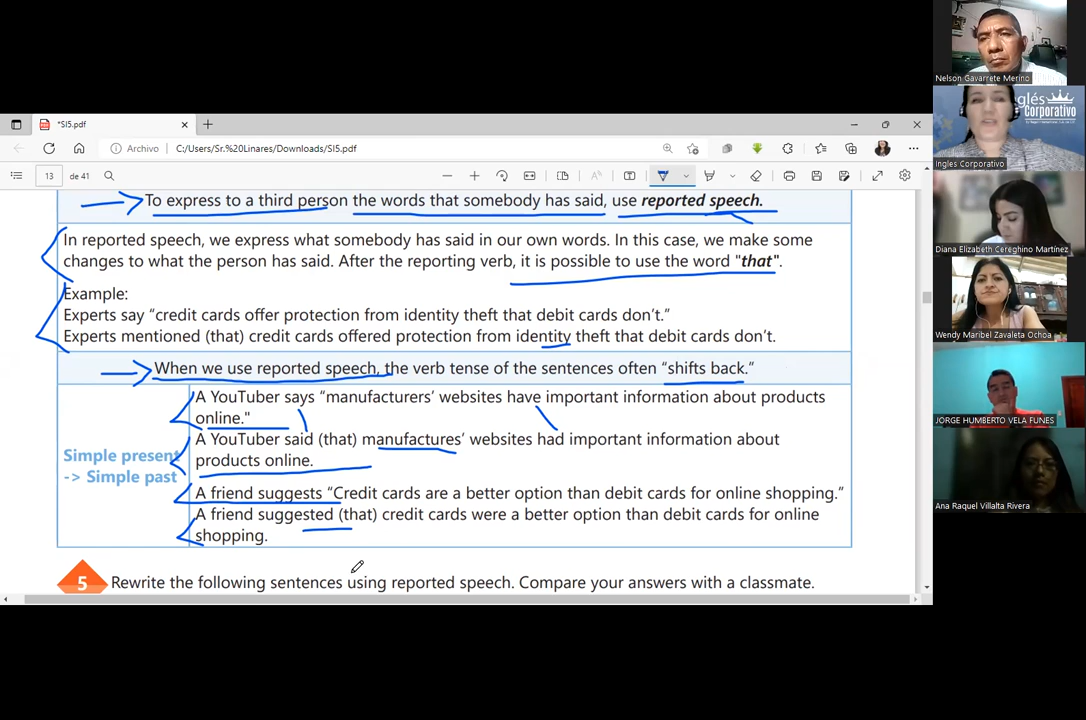 *SI5.pdf
Archivo
C:/Users/Sr.%20Linares/Downloads/SI5.pdf
13 de 41
To express to a third person the words that somebody has said, use reported speech.
In reported speech, we express what somebody has said in our own words. In this case, we make some
changes to what the person has said. After the reporting verb, it is possible to use the word "that".
Example:
Experts say “credit cards offer protection from identity theft that debit cards don’t.”
Experts mentioned (that) credit cards offered protection from identity theft that debit cards don’t.
When we use reported speech, the verb tense of the sentences often “shifts back.”
A YouTuber says “manufacturers’ websites have important information about products
online."
A YouTuber said (that) manufactures’ websites had important information about
products online.
Simple present
-> Simple past
A friend suggests “Credit cards are a better option than debit cards for online shopping.”
A friend suggested (that) credit cards were a better option than debit cards for online
shopping.
5 Rewrite the following sentences using reported speech. Compare your answers with a classmate.
Nelson Gavarrete Merino
glés
Corporativo
Ingles Corporativo
Diana Elizabeth Cereghino Martínez
Wendy Maribel Zavaleta Ochoa
JORGE HUMBERTO VELA FUNES
Ana Raquel Villalta Rivera